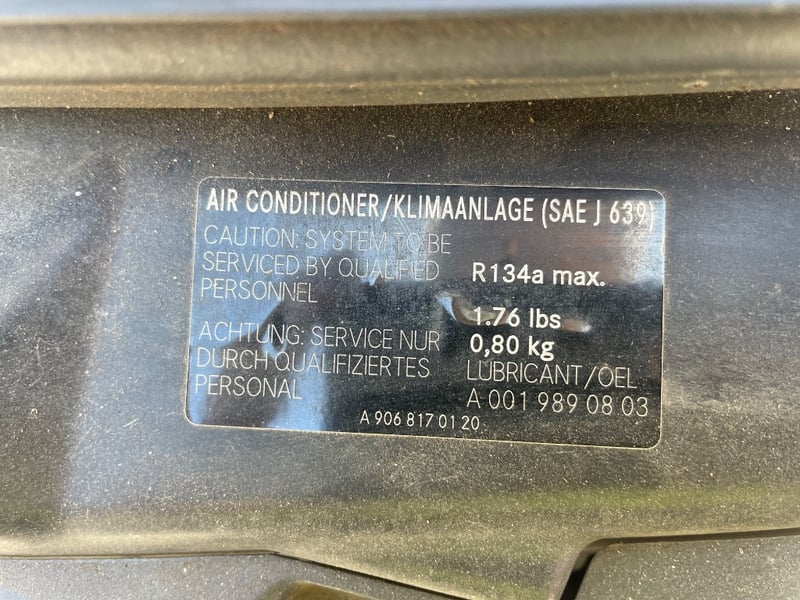 AIR CONDITIONER/KLIMAANLAGE (SAE J 639)
CAUTION: SYSTEM TO BE
SERVICED BY QUALIFIED
PERSONNEL
ACHTUNG: SERVICE NUR
DURCH QUALIFIZIERTES
PERSONAL
R134a max.
1.76 lbs
0,80 kg
LUBRICANT/OEL
A 001 989 08 03
A 906 817 01 20